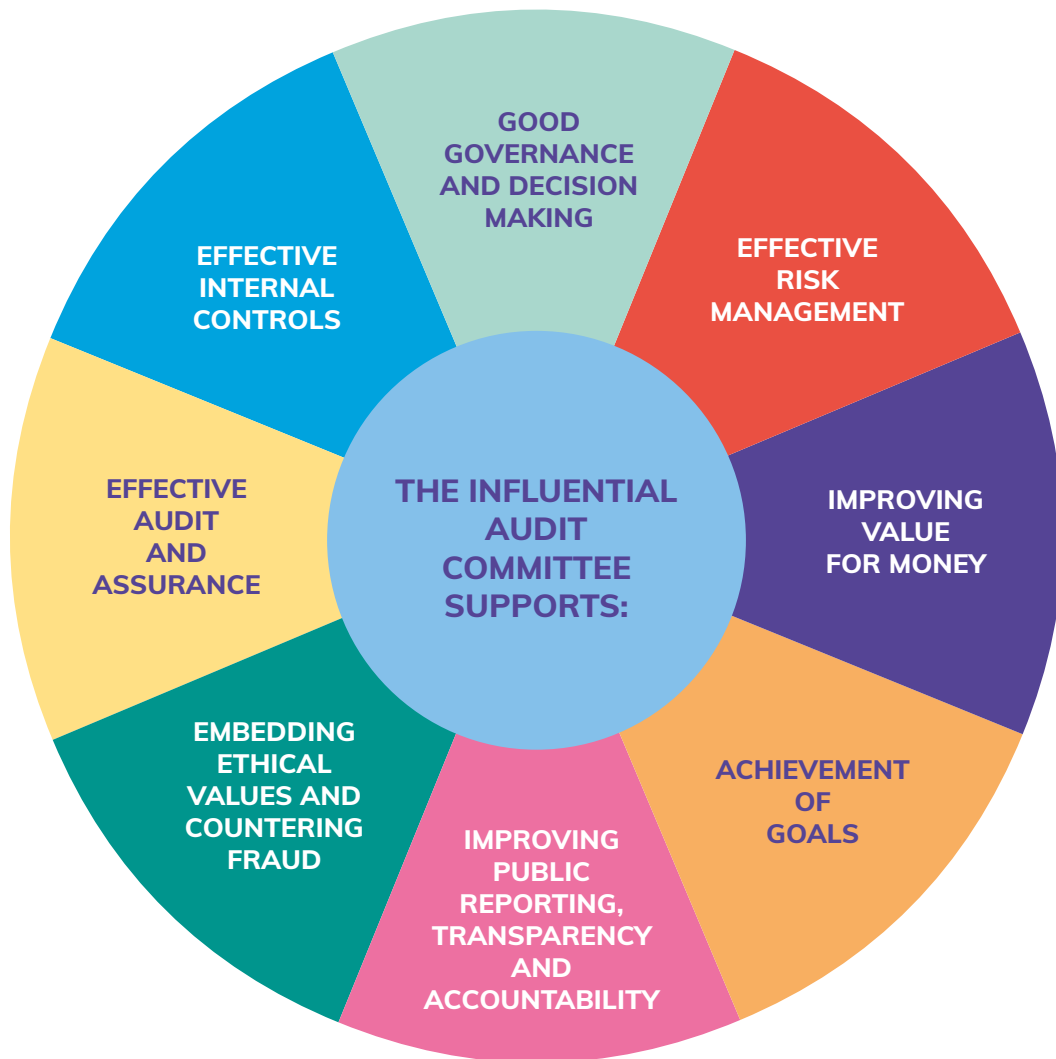 GOOD
GOVERNANCE
AND DECISION
MAKING
EFFECTIVE
RISK
MANAGEMENT
IMPROVING
VALUE
FOR MONEY
ACHIEVEMENT
OF
GOALS
IMPROVING
PUBLIC
REPORTING,
TRANSPARENCY
AND
ACCOUNTABILITY
EMBEDDING
ETHICAL
VALUES AND
COUNTERING
FRAUD
EFFECTIVE
AUDIT
AND
ASSURANCE
EFFECTIVE
INTERNAL
CONTROLS
THE INFLUENTIAL
AUDIT
COMMITTEE
SUPPORTS: